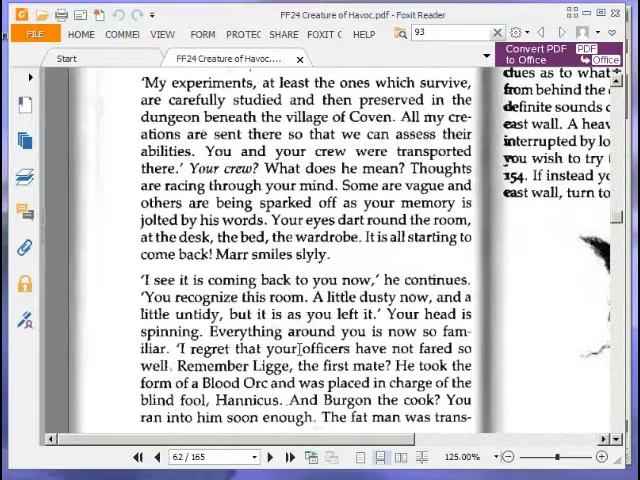 FF24 Creature of Havoc.pdf - Foxit Reader
FILE HOME COMMEI VIEW FORM PROTEC SHARE FOXIT C HELP 93
Start FF24 Creature of Havoc.... Convert PDF to Office PDF Office
'My experiments, at least the ones which survive,
are carefully studied and then preserved in the
dungeon beneath the village of Coven. All my cre-
ations are sent there so that we can assess their
abilities. You and your crew were transported
there.' Your crew? What does he mean? Thoughts
are racing through your mind. Some are vague and
others are being sparked off as your memory is
jolted by his words. Your eyes dart round the room,
at the desk, the bed, the wardrobe. It is all starting to
come back! Marr smiles slyly.
'I see it is coming back to you now,' he continues.
'You recognize this room. A little dusty now, and a
little untidy, but it is as you left it.' Your head is
spinning. Everything around you is now so fam-
iliar. 'I regret that your officers have not fared so
well. Remember Ligge, the first mate? He took the
form of a Blood Orc and was placed in charge of the
blind fool, Hannicus. And Burgon the cook? You
ran into him soon enough. The fat man was trans-
clues as to what
from behind the
definite sounds
east wall. A heav
interrupted by lo
you wish to try
154. If instead yo
east wall, turn to
62 / 165 125.00%